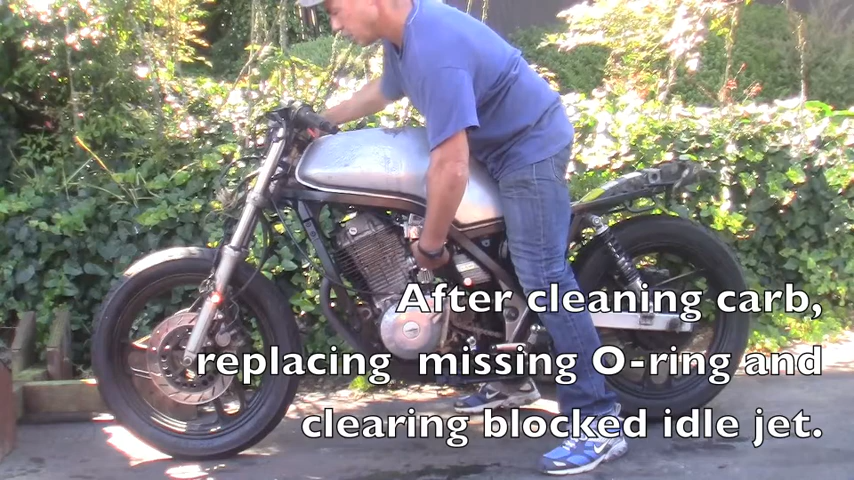 After cleaning carb,
replacing missing O-ring and
clearing blocked idle jet.